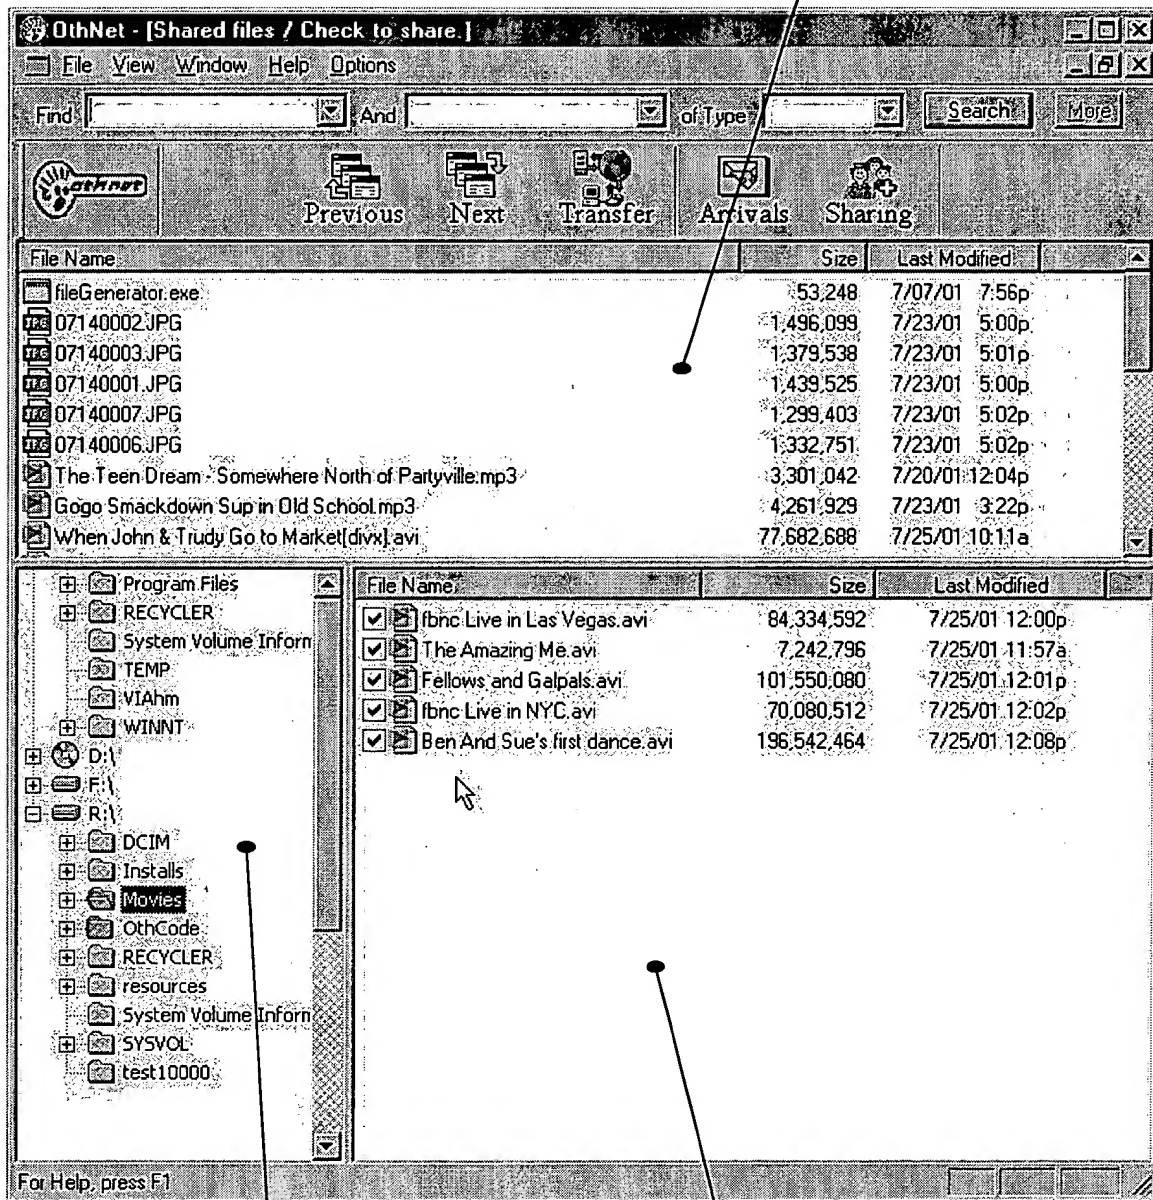 OthNet - [Shared files / Check to share.]
File View Window Help Options
Find And of Type Search More
othnet Previous Next Transfer Arrivals Sharing
File Name Size Last Modified
fileGenerator.exe 53,248 7/07/01 7:56p
07140002.JPG 1,496,099 7/23/01 5:00p
07140003.JPG 1,379,538 7/23/01 5:01p
07140001.JPG 1,439,525 7/23/01 5:00p
07140007.JPG 1,299,403 7/23/01 5:02p
07140006.JPG 1,332,751 7/23/01 5:02p
The Teen Dream - Somewhere North of Partyville.mp3 3,301,042 7/20/01 12:04p
Gogo Smackdown Sup in Old School.mp3 4,261,929 7/23/01 3:22p
When John & Trudy Go to Market[divx].avi 77,682,688 7/25/01 10:11a
Program Files
RECYCLER
System Volume Inform
TEMP
VIAhm
WINNT
D:\
F:\
R:\
DCIM
Installs
Movies
OthCode
RECYCLER
resources
System Volume Inform
SYSVOL
test10000
File Name Size Last Modified
fbnc Live in Las Vegas.avi 84,334,592 7/25/01 12:00p
The Amazing Me.avi 7,242,796 7/25/01 11:57a
Fellows and Galpals.avi 101,550,080 7/25/01 12:01p
fbnc Live in NYC.avi 70,080,512 7/25/01 12:02p
Ben And Sue's first dance.avi 196,542,464 7/25/01 12:08p
For Help, press F1